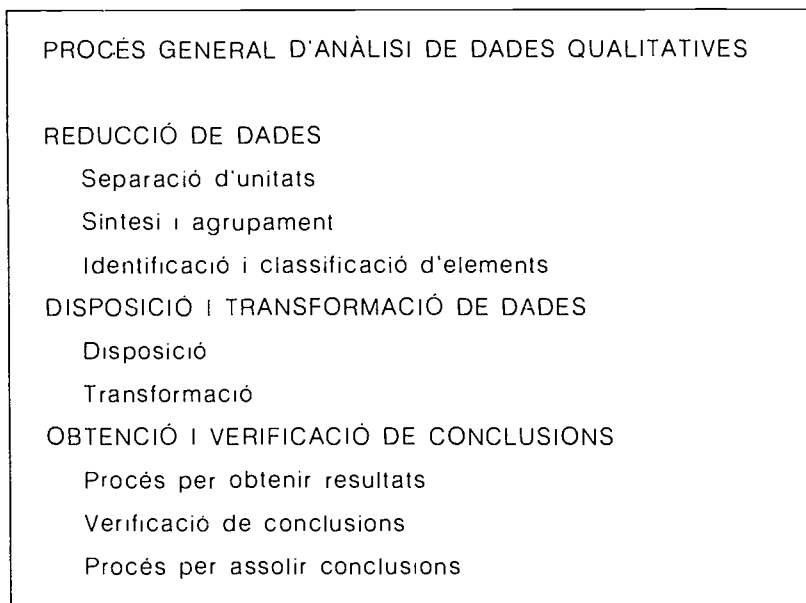 PROCÉS GENERAL D'ANÀLISI DE DADES QUALITATIVES
REDUCCIÓ DE DADES
Separació d'unitats
Síntesi i agrupament
Identificació i classificació d'elements
DISPOSICIÓ I TRANSFORMACIÓ DE DADES
Disposició
Transformació
OBTENCIÓ I VERIFICACIÓ DE CONCLUSIONS
Procés per obtenir resultats
Verificació de conclusions
Procés per assolir conclusions